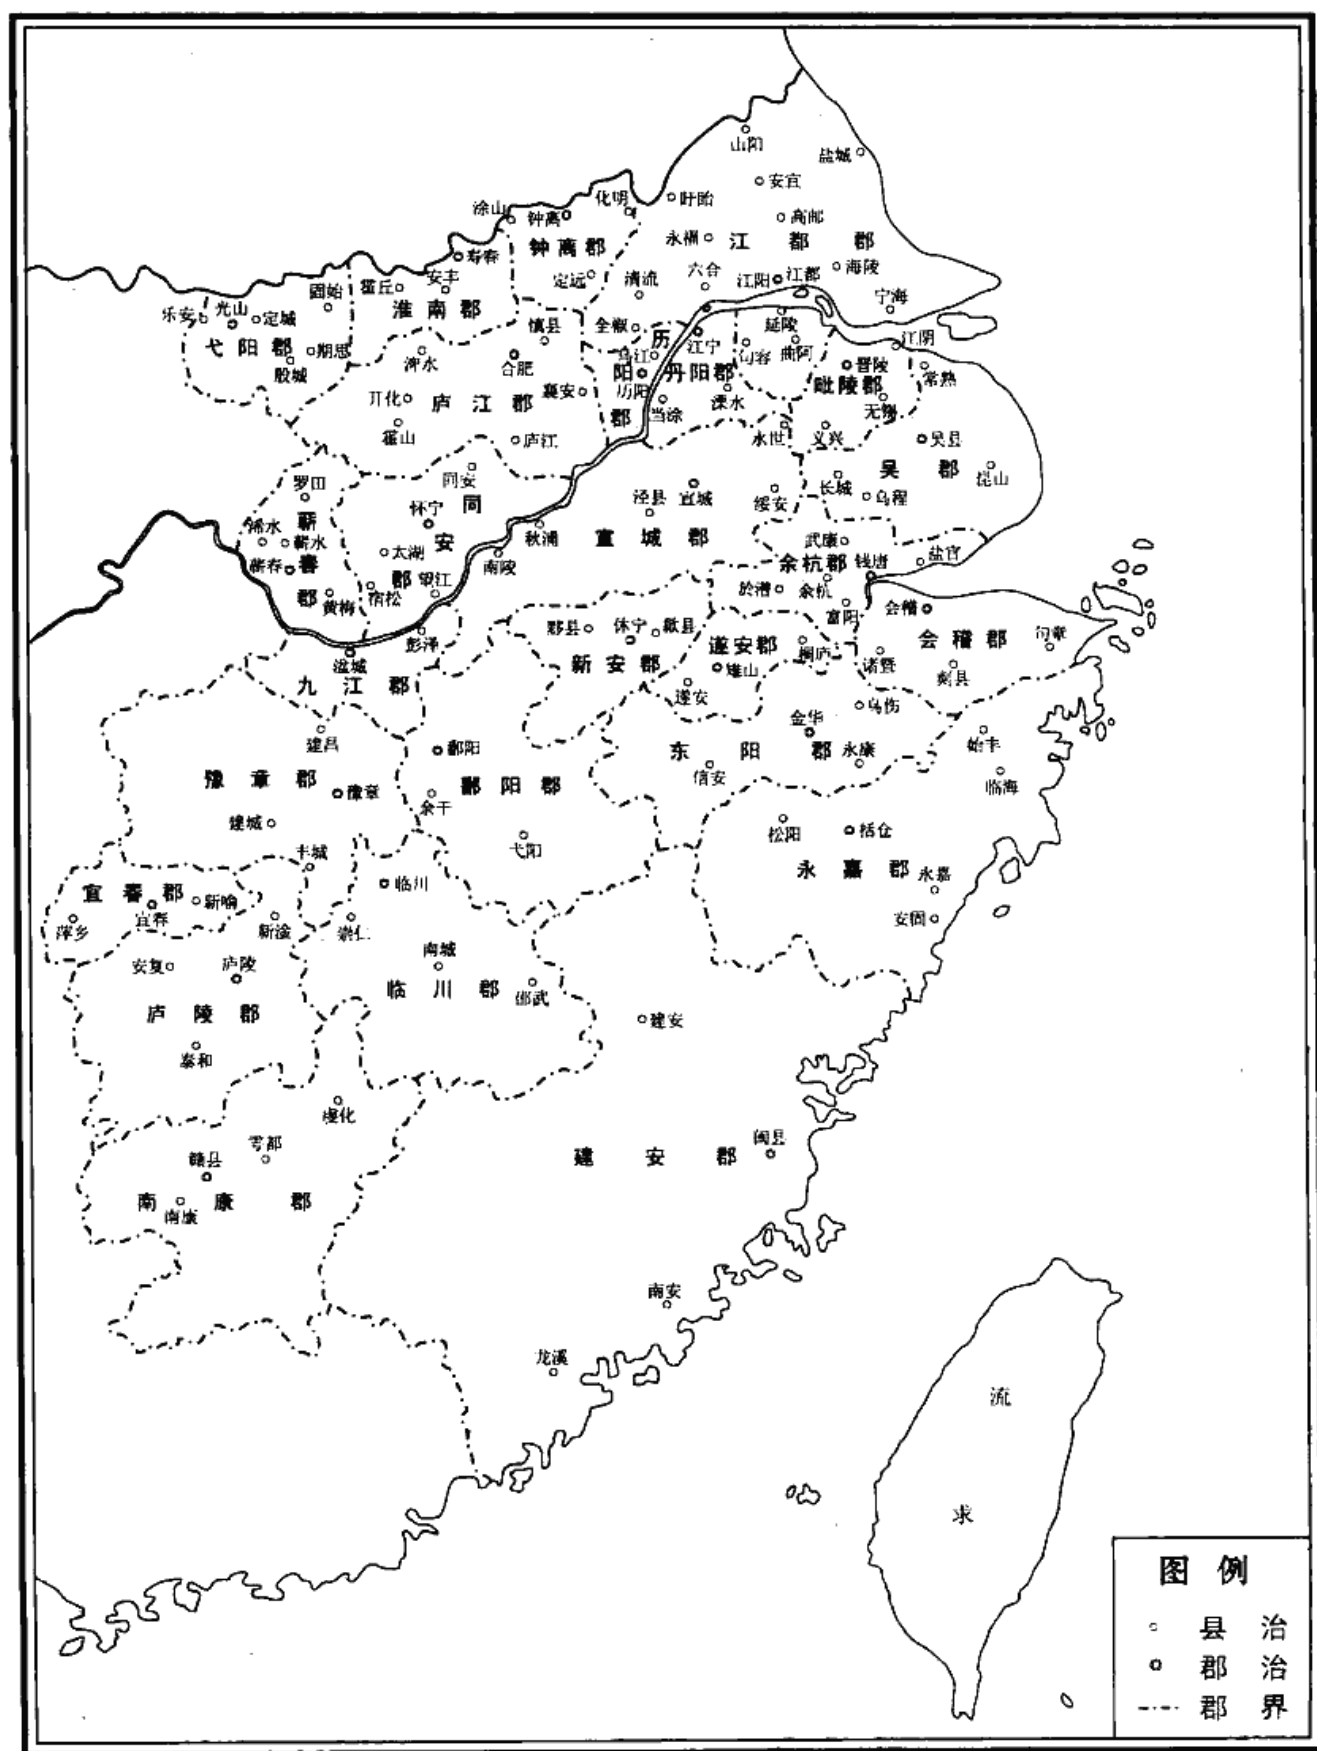 山阳
盐城
安宜
化明
盱眙
涂山
钟离
高邮
永福
江都郡
钟离郡
寿春
海陵
六合
定远
清流
江阳
江都
安丰
霍丘
固始
宁海
淮南郡
光山
乐安
定城
全椒
历阳郡
延陵
慎县
江宁
江阴
弋阳郡
期思
殷城
淠水
合肥
乌江
句容
曲阿
晋陵
丹阳郡
常熟
毗陵郡
开化
庐江郡
襄安
历阳
当涂
溧水
无锡
霍山
庐江
永世
义兴
吴县
同安
吴郡
昆山
罗田
长城
乌程
泾县
宣城
绥安
怀宁
同安郡
浠水
蕲水
蕲春郡
秋浦
宣城郡
武康
太湖
南陵
余杭郡
钱唐
盐官
蕲春
黄梅
宿松
望江
於潜
余杭
富阳
会稽
彭泽
黟县
休宁
歙县
遂安郡
桐庐
会稽郡
句章
湓城
新安郡
雉山
诸暨
剡县
九江郡
遂安
乌伤
建昌
金华
始丰
鄱阳
东阳郡
永康
豫章郡
豫章
鄱阳郡
信安
临海
余干
建城
松阳
括仓
弋阳
丰城
永嘉郡
永嘉
宜春郡
临川
新喻
萍乡
宜春
新淦
崇仁
安固
安复
庐陵
南城
临川郡
邵武
庐陵郡
建安
泰和
虔化
雩都
闽县
建安郡
赣县
南康郡
南康
南安
龙溪
流求
图例
县治
郡治
郡界